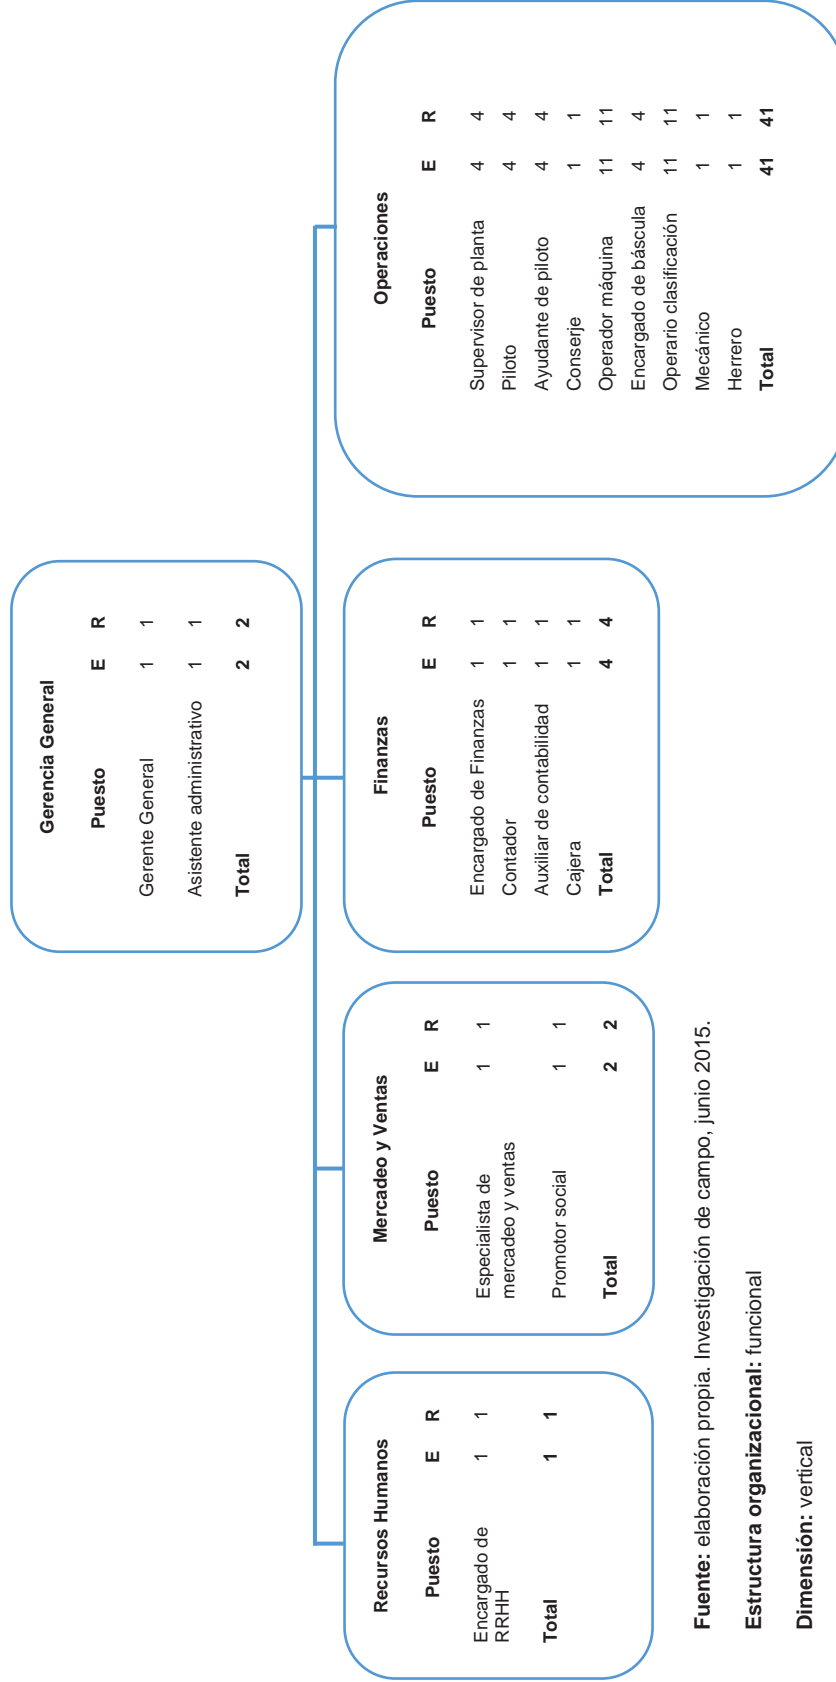 Gerencia General
Puesto E R
Gerente General 1 1
Asistente administrativo 1 1
Total 2 2
Recursos Humanos
Puesto E R
Encargado de
RRHH 1 1
Total 1 1
Mercadeo y Ventas
Puesto E R
Especialista de
mercadeo y ventas 1 1
Promotor social 1 1
Total 2 2
Finanzas
Puesto E R
Encargado de Finanzas 1 1
Contador 1 1
Auxiliar de contabilidad 1 1
Cajera 1 1
Total 4 4
Operaciones
Puesto E R
Supervisor de planta 4 4
Piloto 4 4
Ayudante de piloto 4 4
Conserje 1 1
Operador máquina 11 11
Encargado de báscula 4 4
Operario clasificación 11 11
Mecánico 1 1
Herrero 1 1
Total 41 41
Fuente: elaboración propia. Investigación de campo, junio 2015.
Estructura organizacional: funcional
Dimensión: vertical